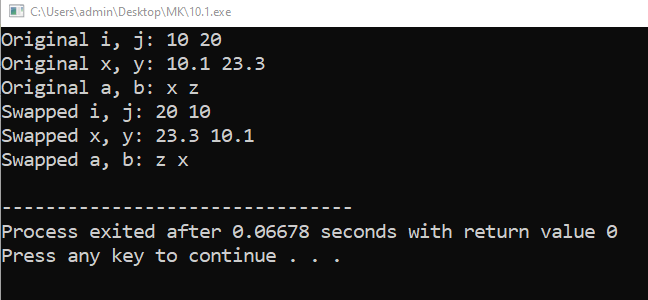 C:\Users\admin\Desktop\MK\10.1.exe
Original i, j: 10 20
Original x, y: 10.1 23.3
Original a, b: x z
Swapped i, j: 20 10
Swapped x, y: 23.3 10.1
Swapped a, b: z x
--------------------------------
Process exited after 0.06678 seconds with return value 0
Press any key to continue . . .